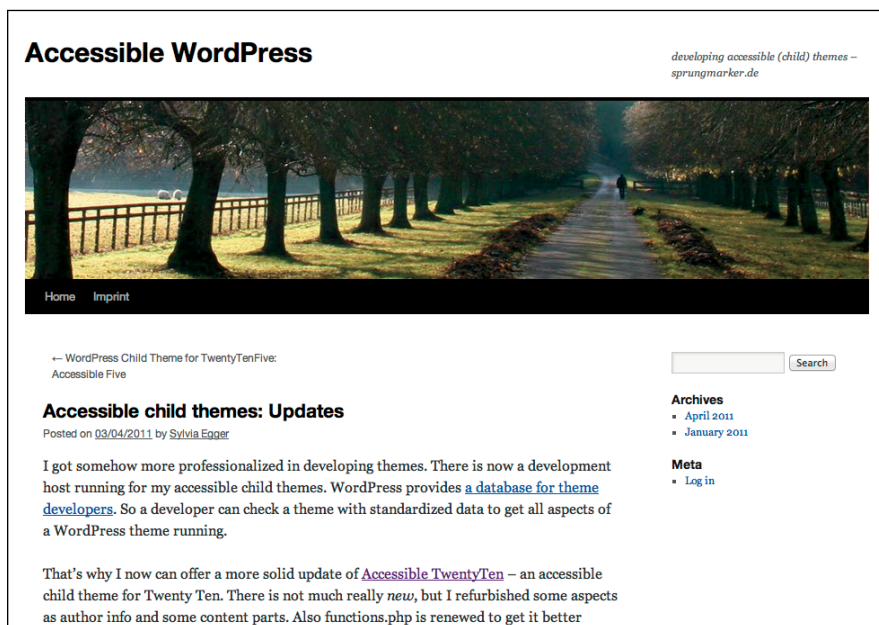 Accessible WordPress
developing accessible (child) themes –
sprungmarker.de
Home Imprint
← WordPress Child Theme for TwentyTenFive:
Accessible Five
Accessible child themes: Updates
Posted on 03/04/2011 by Sylvia Egger
I got somehow more professionalized in developing themes. There is now a development
host running for my accessible child themes. WordPress provides a database for theme
developers. So a developer can check a theme with standardized data to get all aspects of
a WordPress theme running.
That's why I now can offer a more solid update of Accessible TwentyTen – an accessible
child theme for Twenty Ten. There is not much really new, but I refurbished some aspects
as author info and some content parts. Also functions.php is renewed to get it better
Search
Archives
▪ April 2011
▪ January 2011
Meta
▪ Log in